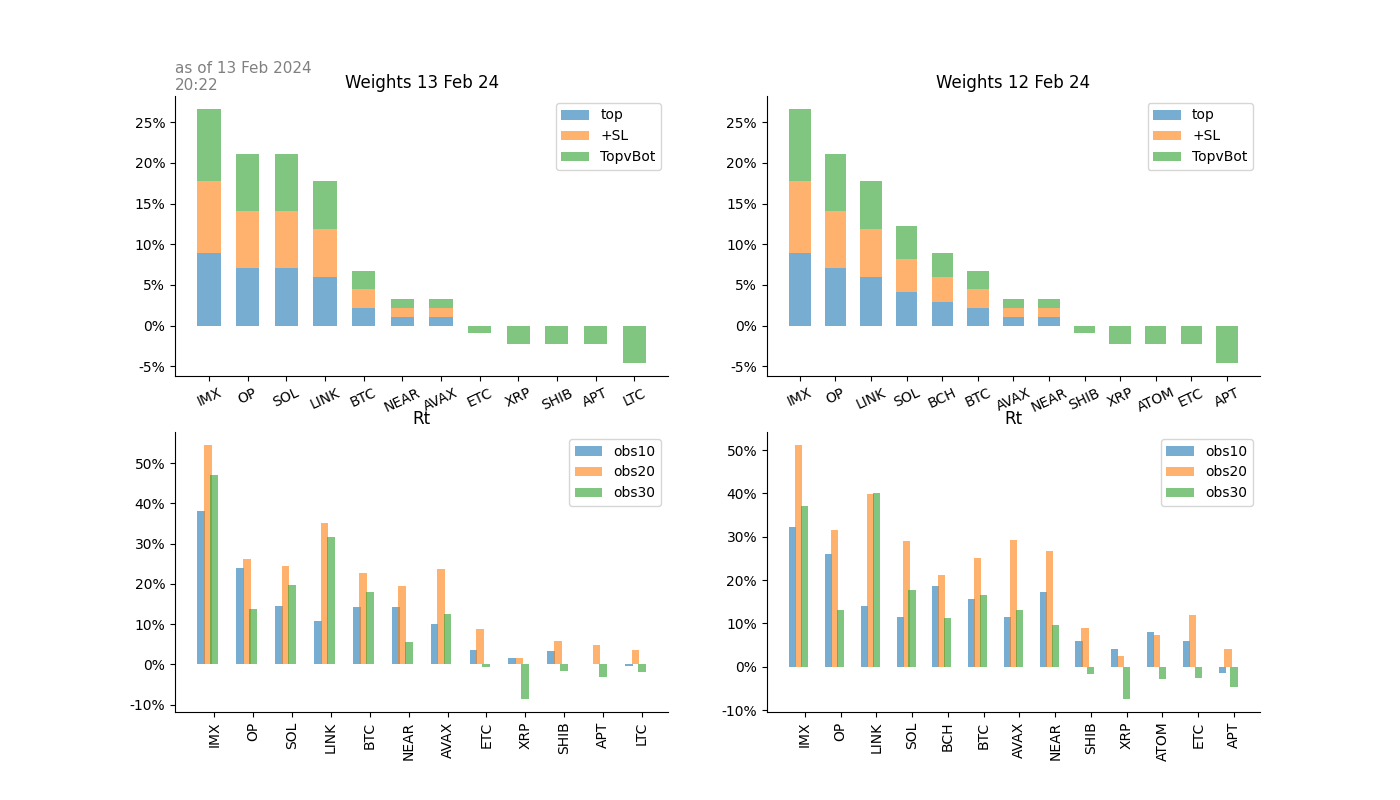 as of 13 Feb 2024
20:22
Weights 13 Feb 24
25%
20%
15%
10%
5%
0%
-5%
top
+SL
TopvBot
IMX OP SOL LINK BTC NEAR AVAX ETC XRP SHIB APT LTC
Weights 12 Feb 24
25%
20%
15%
10%
5%
0%
-5%
top
+SL
TopvBot
IMX OP LINK SOL BCH BTC AVAX NEAR SHIB XRP ATOM ETC APT
Rt
50%
40%
30%
20%
10%
0%
-10%
obs10
obs20
obs30
IMX OP SOL LINK BTC NEAR AVAX ETC XRP SHIB APT LTC
Rt
50%
40%
30%
20%
10%
0%
-10%
obs10
obs20
obs30
IMX OP LINK SOL BCH BTC AVAX NEAR SHIB XRP ATOM ETC APT